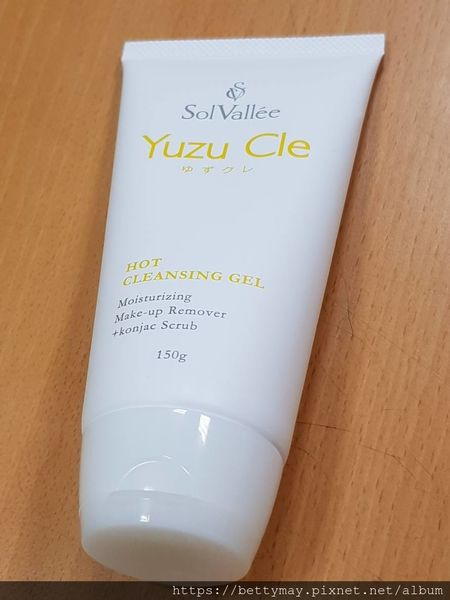 SolVallée
Yuzu Cle
ゆずクレ
HOT
CLEANSING GEL
Moisturizing
Make-up Remover
+konjac Scrub
150g
https://bettymay.pixnet.net/album